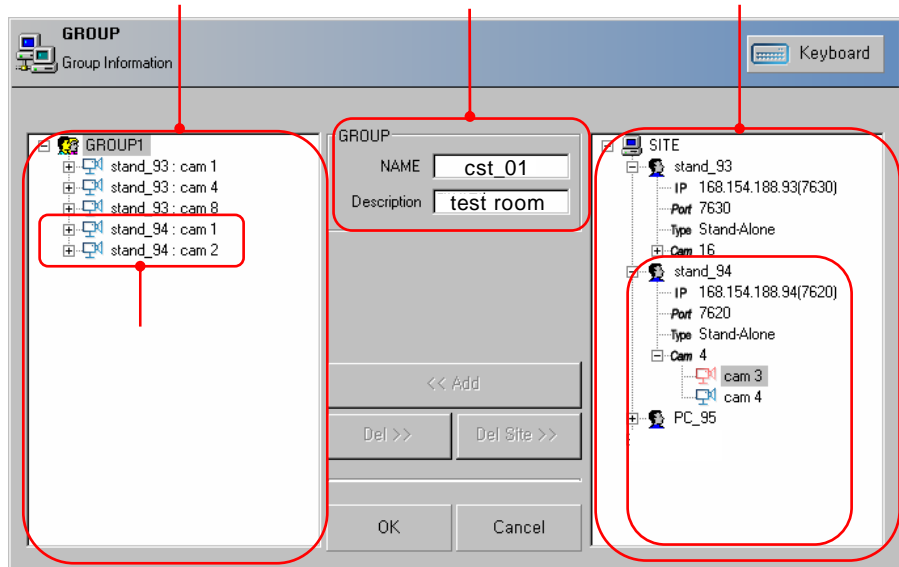 GROUP
Group Information
Keyboard
GROUP1
stand_93 : cam 1
stand_93 : cam 4
stand_93 : cam 8
stand_94 : cam 1
stand_94 : cam 2
GROUP
NAME cst_01
Description test room
<< Add
Del >> Del Site >>
OK Cancel
SITE
stand_93
IP 168.154.188.93(7630)
Port 7630
Type Stand-Alone
Cam 16
stand_94
IP 168.154.188.94(7620)
Port 7620
Type Stand-Alone
Cam 4
cam 3
cam 4
PC_95